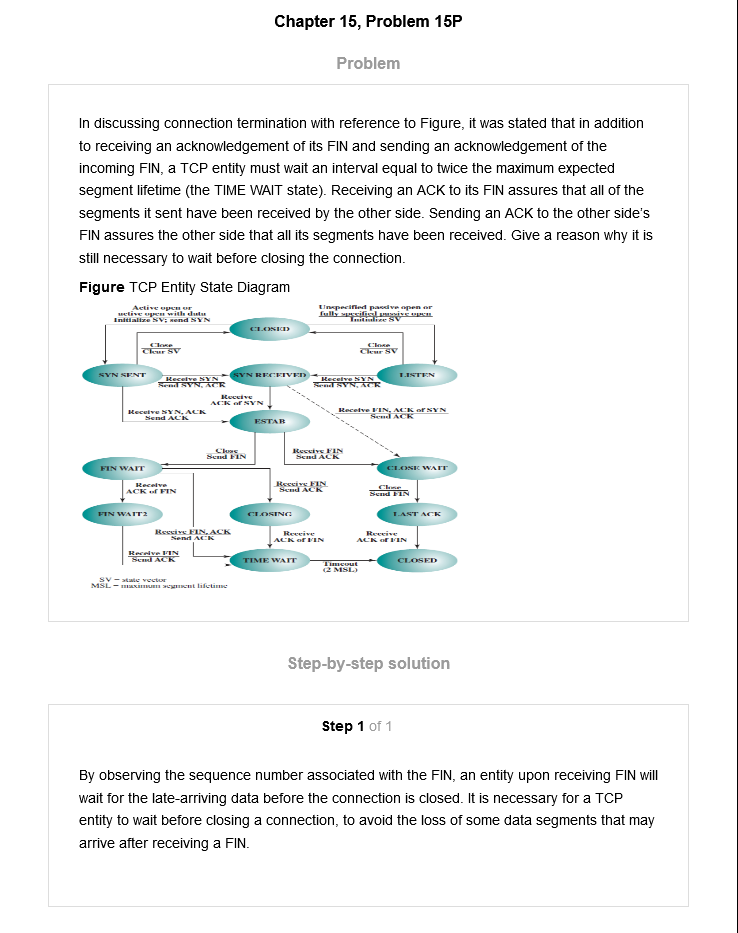 Chapter 15, Problem 15P
Problem
In discussing connection termination with reference to Figure, it was stated that in addition
to receiving an acknowledgement of its FIN and sending an acknowledgement of the
incoming FIN, a TCP entity must wait an interval equal to twice the maximum expected
segment lifetime (the TIME WAIT state). Receiving an ACK to its FIN assures that all of the
segments it sent have been received by the other side. Sending an ACK to the other side's
FIN assures the other side that all its segments have been received. Give a reason why it is
still necessary to wait before closing the connection.
Figure TCP Entity State Diagram
Active open or
active open with data
Initialize SV; send SYN
Unspecified passive open or
fully specified passive open
Initialize SV
CLOSED
Close
Clear SV
Close
Clear SV
SYN SENT
Receive SYN
Send SYN, ACK
SYN RECEIVED
Receive SYN
Send SYN, ACK
LISTEN
Receive
ACK of SYN
Receive SYN, ACK
Send ACK
Receive FIN, ACK of SYN
Send ACK
ESTAB
Close
Send FIN
Receive FIN
Send ACK
FIN WAIT
CLOSE WAIT
Receive
ACK of FIN
Receive FIN
Send ACK
Close
Send FIN
FIN WAIT2
CLOSING
LAST ACK
Receive FIN, ACK
Send ACK
Receive
ACK of FIN
Receive
ACK of FIN
Receive FIN
Send ACK
TIME WAIT
Timeout
(2 MSL)
CLOSED
SV = state vector
MSL = maximum segment lifetime
Step-by-step solution
Step 1 of 1
By observing the sequence number associated with the FIN, an entity upon receiving FIN will
wait for the late-arriving data before the connection is closed. It is necessary for a TCP
entity to wait before closing a connection, to avoid the loss of some data segments that may
arrive after receiving a FIN.